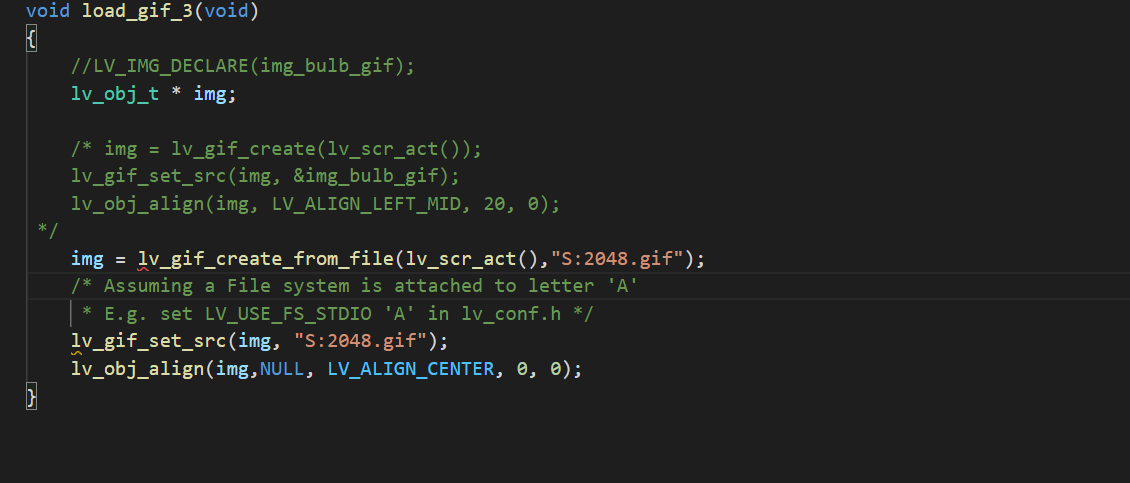 void load_gif_3(void)
{
//LV_IMG_DECLARE(img_bulb_gif);
lv_obj_t * img;
/* img = lv_gif_create(lv_scr_act());
lv_gif_set_src(img, &img_bulb_gif);
lv_obj_align(img, LV_ALIGN_LEFT_MID, 20, 0);
*/
img = lv_gif_create_from_file(lv_scr_act(),"S:2048.gif");
/* Assuming a File system is attached to letter 'A'
* E.g. set LV_USE_FS_STDIO 'A' in lv_conf.h */
lv_gif_set_src(img, "S:2048.gif");
lv_obj_align(img,NULL, LV_ALIGN_CENTER, 0, 0);
}